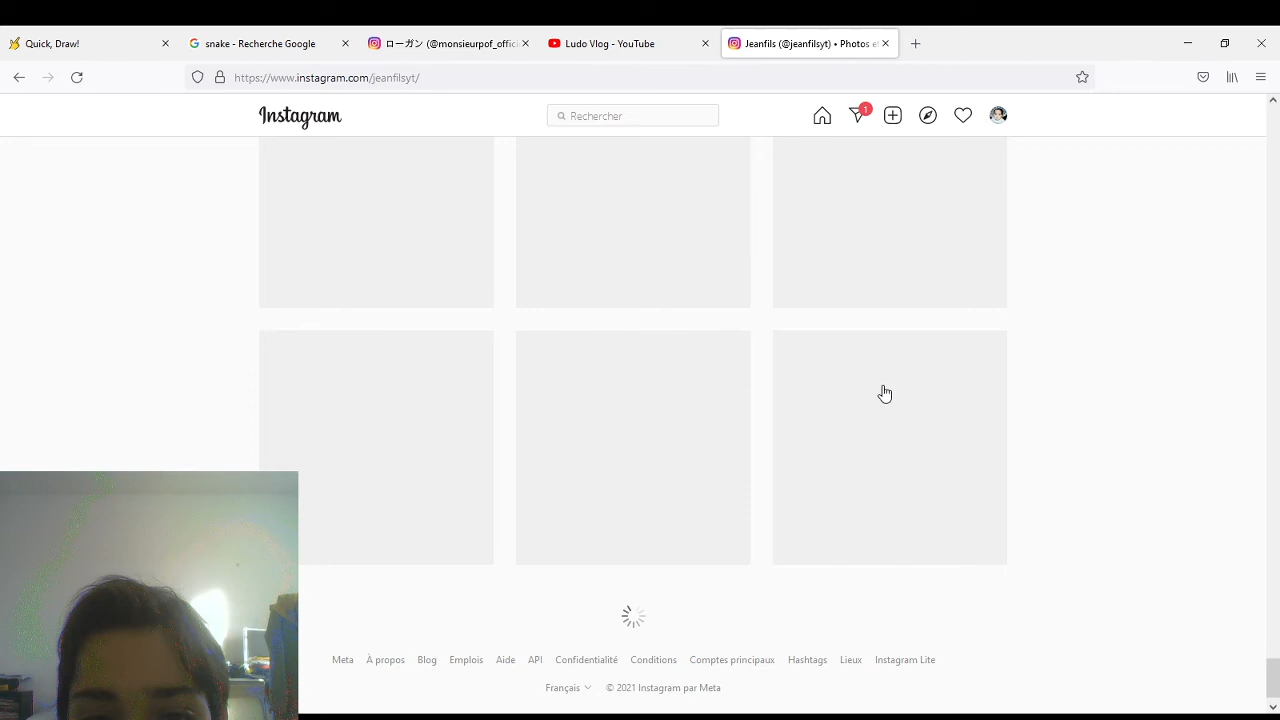 Quick, Draw!
snake - Recherche Google
ローガン (@monsieurpof_offici
Ludo Vlog - YouTube
Jeanfils (@jeanfilsyt) • Photos et
https://www.instagram.com/jeanfilsyt/
Instagram
Rechercher
1
Meta À propos Blog Emplois Aide API Confidentialité Conditions Comptes principaux Hashtags Lieux Instagram Lite
Français © 2021 Instagram par Meta